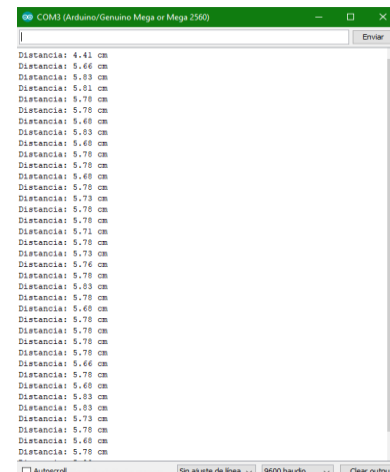 COM3 (Arduino/Genuino Mega or Mega 2560)
Enviar
Distancia: 4.41 cm
Distancia: 5.66 cm
Distancia: 5.83 cm
Distancia: 5.81 cm
Distancia: 5.78 cm
Distancia: 5.78 cm
Distancia: 5.68 cm
Distancia: 5.83 cm
Distancia: 5.68 cm
Distancia: 5.78 cm
Distancia: 5.68 cm
Distancia: 5.78 cm
Distancia: 5.73 cm
Distancia: 5.78 cm
Distancia: 5.78 cm
Distancia: 5.71 cm
Distancia: 5.78 cm
Distancia: 5.73 cm
Distancia: 5.76 cm
Distancia: 5.78 cm
Distancia: 5.83 cm
Distancia: 5.78 cm
Distancia: 5.68 cm
Distancia: 5.78 cm
Distancia: 5.78 cm
Distancia: 5.78 cm
Distancia: 5.66 cm
Distancia: 5.78 cm
Distancia: 5.68 cm
Distancia: 5.83 cm
Distancia: 5.83 cm
Distancia: 5.73 cm
Distancia: 5.78 cm
Distancia: 5.68 cm
Distancia: 5.78 cm
Autoscroll Sin ajuste de línea 9600 baudio Clear output